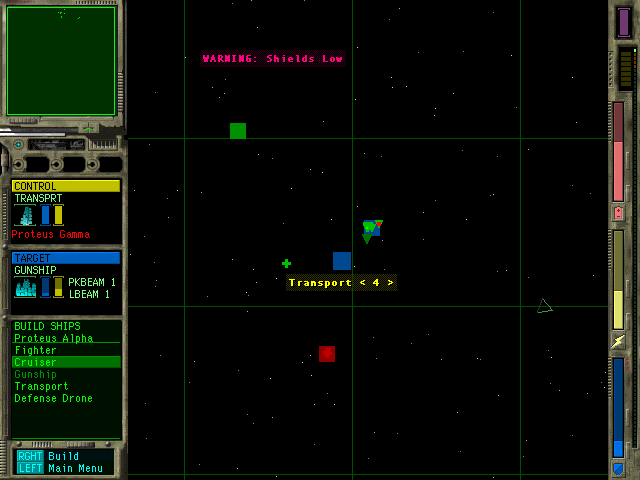 WARNING: Shields Low
CONTROL
TRANSPRT
Proteus Gamma
TARGET
GUNSHIP
PKBEAM 1
LBEAM 1
Transport < 4 >
BUILD SHIPS
Proteus Alpha
Fighter
Cruiser
Gunship
Transport
Defense Drone
RGHT Build
LEFT Main Menu